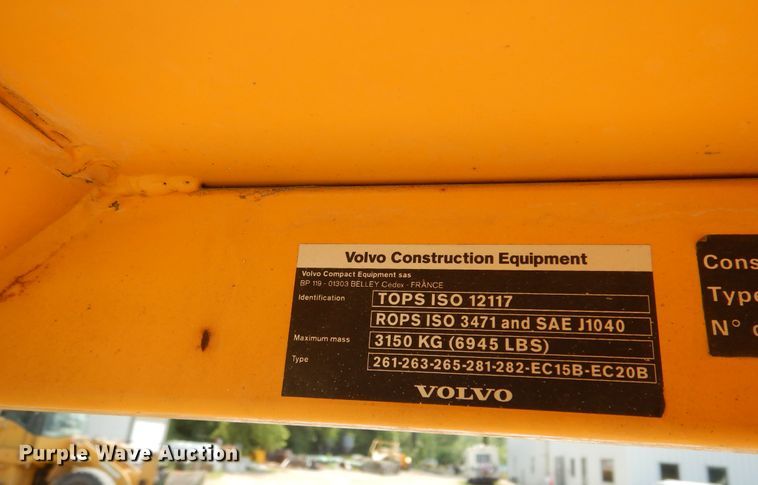 Volvo Construction Equipment
Volvo Compact Equipment sas
BP 119 - 01303 BELLEY Cédex - FRANCE
Identification TOPS ISO 12117
ROPS ISO 3471 and SAE J1040
Maximum mass 3150 KG (6945 LBS)
Type 261-263-265-281-282-EC15B-EC20B
VOLVO
Cons
Type
N° d
Purple Wave Auction